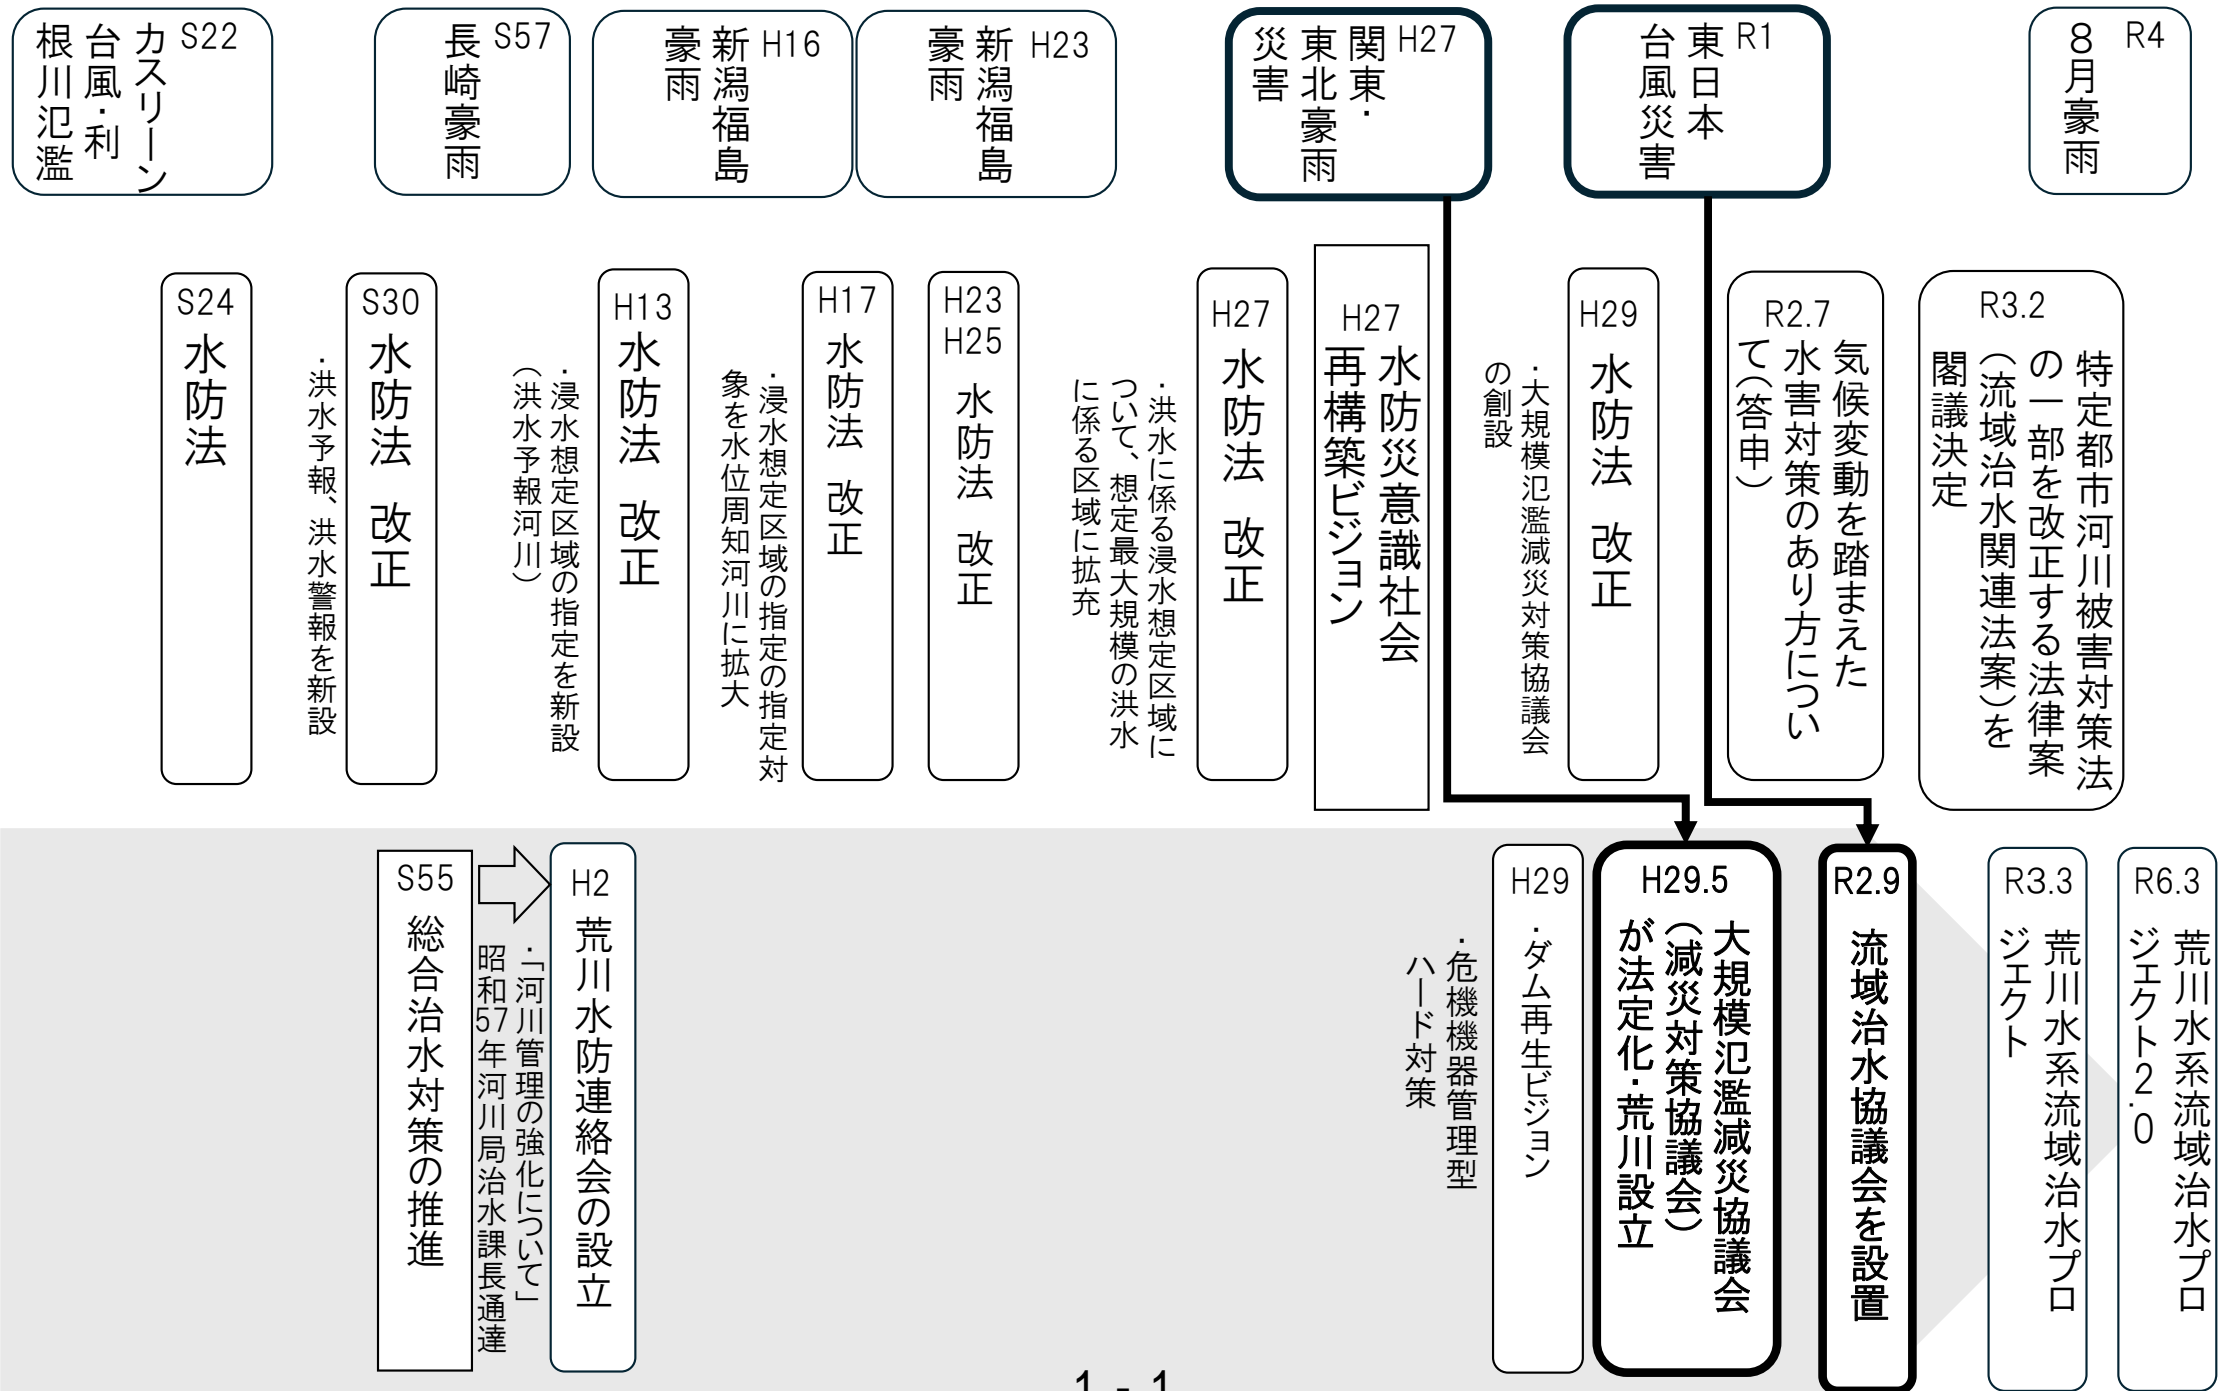 S22
カスリーン
台風・利
根川氾濫
S57
長崎豪雨
H16
新潟福島
豪雨
H23
新潟福島
豪雨
H27
関東・
東北豪雨
災害
R1
東日本
台風災害
R4
8月豪雨
S24
水防法
S30
水防法 改正
・洪水予報、洪水警報を新設
H13
水防法 改正
・浸水想定区域の指定を新設
（洪水予報河川）
H17
水防法 改正
・浸水想定区域の指定の指定対
象を水位周知河川に拡大
H23
H25
水防法 改正
H27
水防法 改正
・洪水に係る浸水想定区域に
ついて、想定最大規模の洪水
に係る区域に拡充
H27
水防災意識社会
再構築ビジョン
H29
水防法 改正
・大規模氾濫減災対策協議会
の創設
R2.7
気候変動を踏まえた
水害対策のあり方につい
て（答申）
R3.2
特定都市河川被害対策法
の一部を改正する法律案
（流域治水関連法案）を
閣議決定
S55
総合治水対策の推進
H2
荒川水防連絡会の設立
・「河川管理の強化について」
昭和57年河川局治水課長通達
H29
・ダム再生ビジョン
・危機機器管理型
ハード対策
H29.5
大規模氾濫減災協議会
（減災対策協議会）
が法定化・荒川設立
R2.9
流域治水協議会を設置
R3.3
荒川水系流域治水プロ
ジェクト
R6.3
荒川水系流域治水プロ
ジェクト2.0
1 - 1